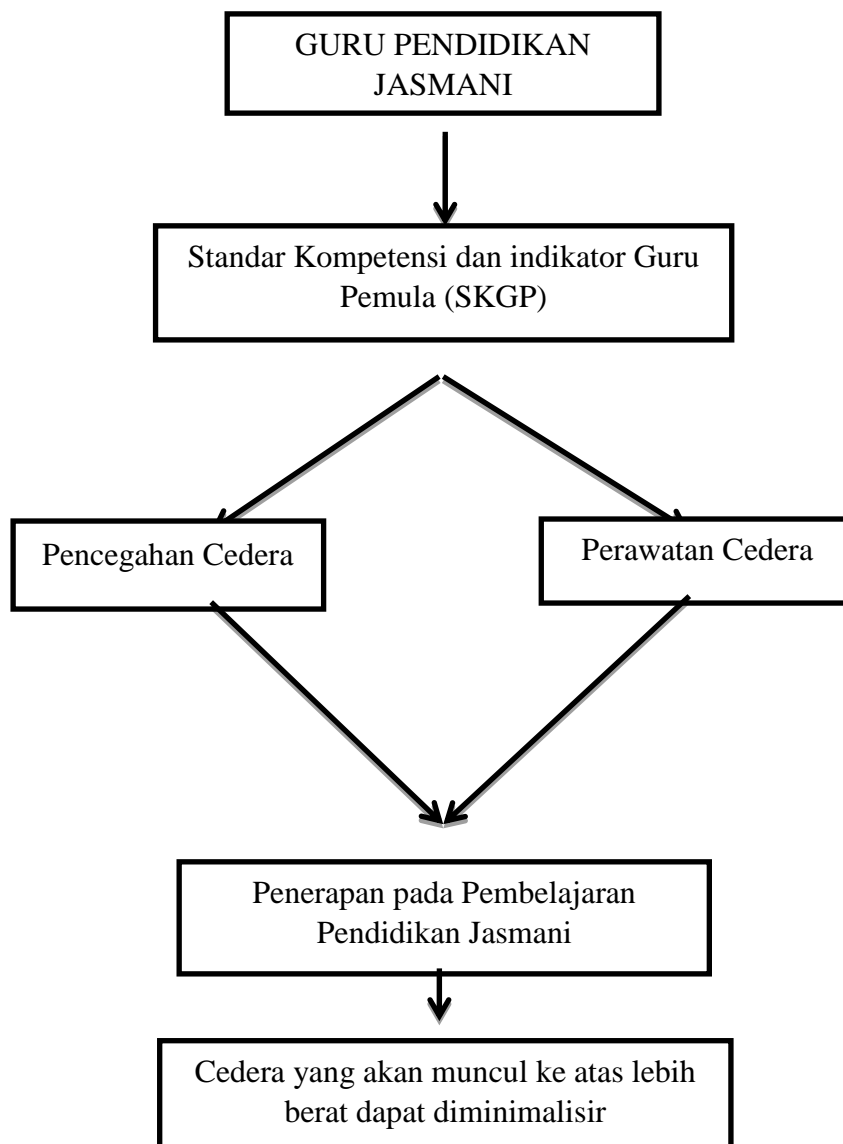 GURU PENDIDIKAN
JASMANI
Standar Kompetensi dan indikator Guru
Pemula (SKGP)
Pencegahan Cedera
Perawatan Cedera
Penerapan pada Pembelajaran
Pendidikan Jasmani
Cedera yang akan muncul ke atas lebih
berat dapat diminimalisir